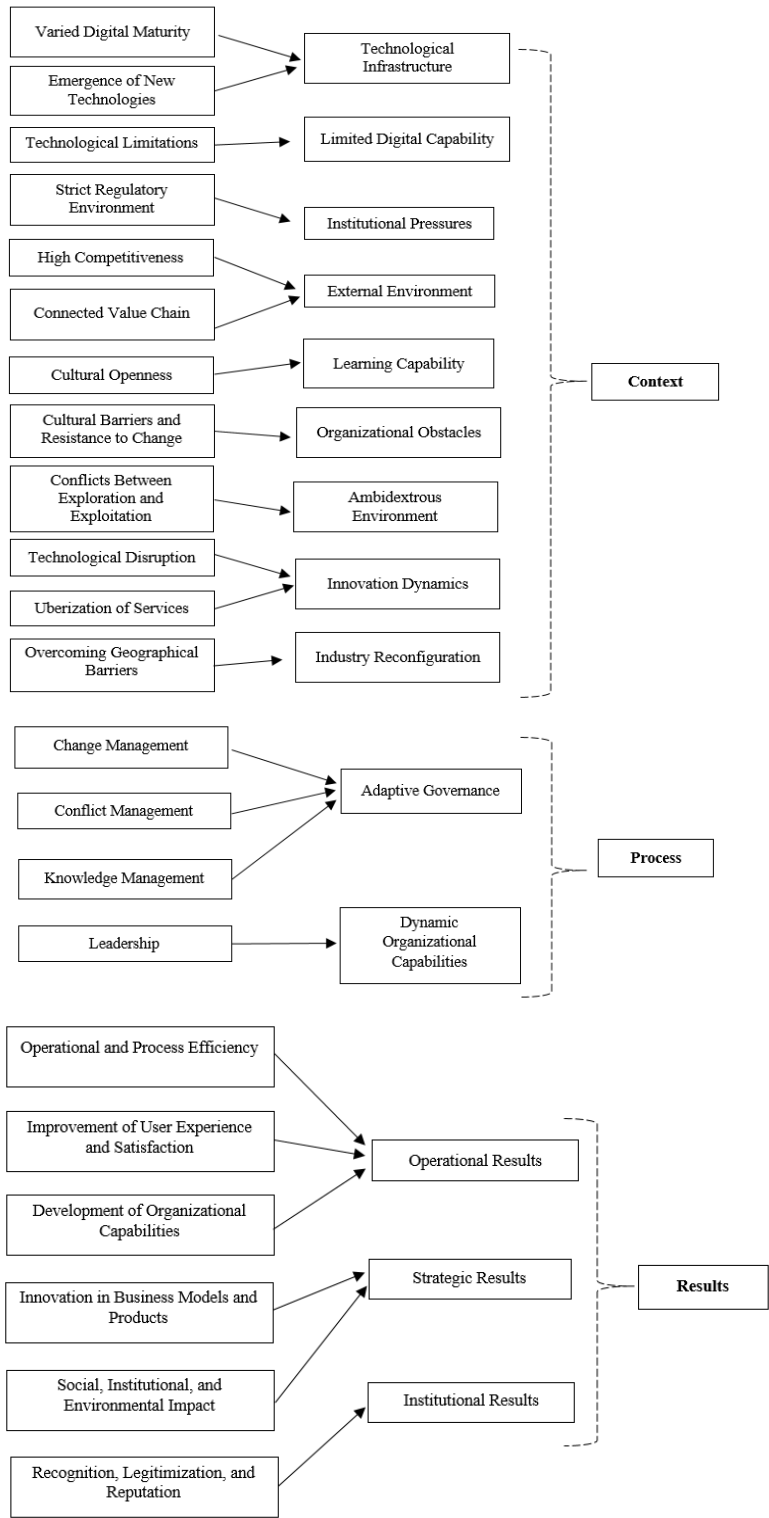 Varied Digital Maturity
Emergence of New
Technologies
Technological
Infrastructure
Technological Limitations
Limited Digital Capability
Strict Regulatory
Environment
Institutional Pressures
High Competitiveness
Connected Value Chain
External Environment
Cultural Openness
Learning Capability
Cultural Barriers and
Resistance to Change
Organizational Obstacles
Conflicts Between
Exploration and
Exploitation
Ambidextrous
Environment
Technological Disruption
Uberization of Services
Innovation Dynamics
Overcoming Geographical
Barriers
Industry Reconfiguration
Context
Change Management
Conflict Management
Knowledge Management
Adaptive Governance
Leadership
Dynamic
Organizational
Capabilities
Process
Operational and Process Efficiency
Improvement of User Experience
and Satisfaction
Development of Organizational
Capabilities
Operational Results
Innovation in Business Models and
Products
Social, Institutional, and
Environmental Impact
Strategic Results
Recognition, Legitimization, and
Reputation
Institutional Results
Results